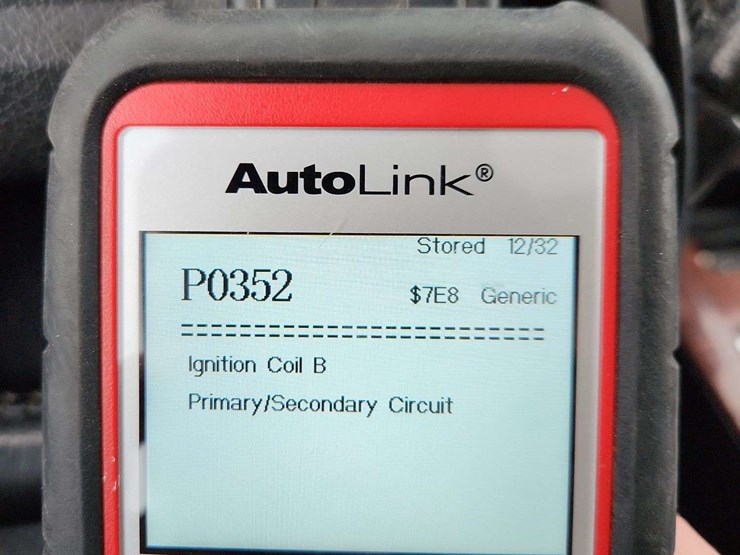 AutoLink®
Stored 12/32
P0352
$7E8 Generic
================================
Ignition Coil B
Primary/Secondary Circuit